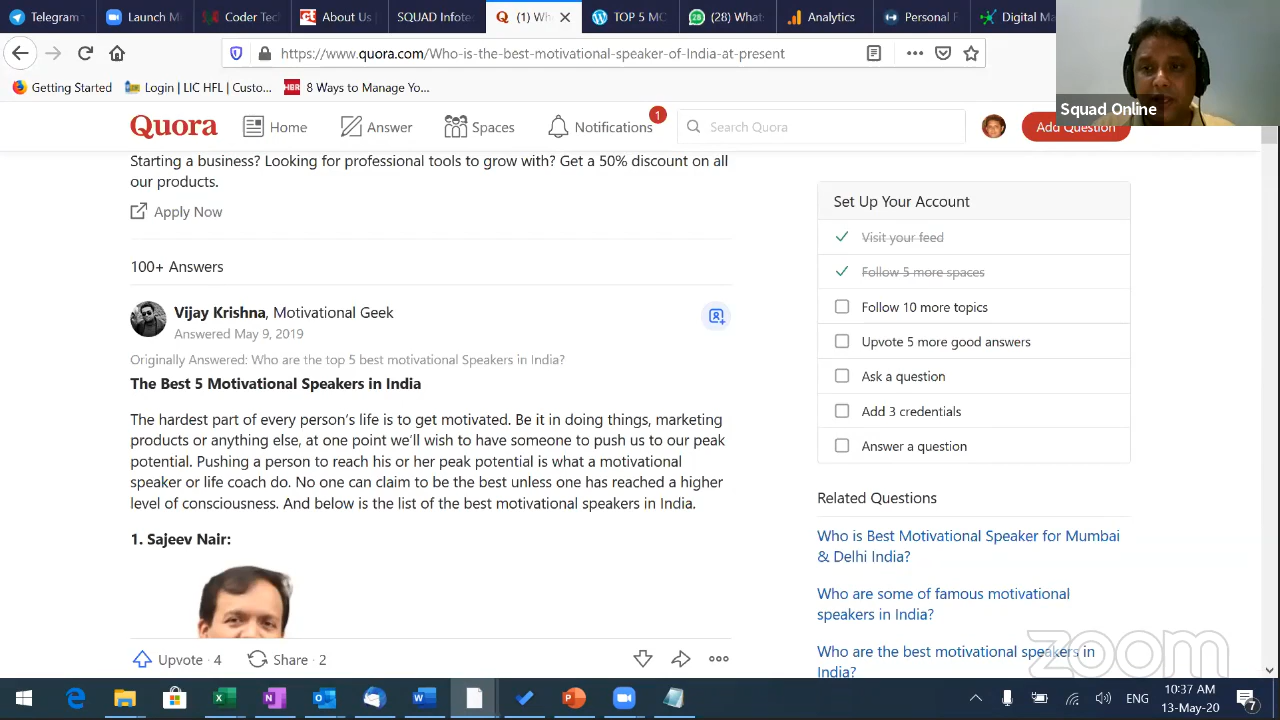 Telegram
Launch M
Coder Tec
About Us
SQUAD Infote
(1) Wh
TOP 5 MO
(28) What
Analytics
Personal
Digital Ma
https://www.quora.com/Who-is-the-best-motivational-speaker-of-India-at-present
Getting Started
Login | LIC HFL | Custo...
HBR
8 Ways to Manage Yo...
Squad Online
Quora
Home
Answer
Spaces
Notifications
1
Search Quora
Add Question
Starting a business? Looking for professional tools to grow with? Get a 50% discount on all
our products.
Apply Now
100+ Answers
Vijay Krishna, Motivational Geek
Answered May 9, 2019
Originally Answered: Who are the top 5 best motivational Speakers in India?
The Best 5 Motivational Speakers in India
The hardest part of every person's life is to get motivated. Be it in doing things, marketing
products or anything else, at one point we'll wish to have someone to push us to our peak
potential. Pushing a person to reach his or her peak potential is what a motivational
speaker or life coach do. No one can claim to be the best unless one has reached a higher
level of consciousness. And below is the list of the best motivational speakers in India.
1. Sajeev Nair:
Upvote · 4
Share · 2
Set Up Your Account
Visit your feed
Follow 5 more spaces
Follow 10 more topics
Upvote 5 more good answers
Ask a question
Add 3 credentials
Answer a question
Related Questions
Who is Best Motivational Speaker for Mumbai
& Delhi India?
Who are some of famous motivational
speakers in India?
Who are the best motivational speakers in
India?
zoom
ENG
10:37 AM
13-May-20
7